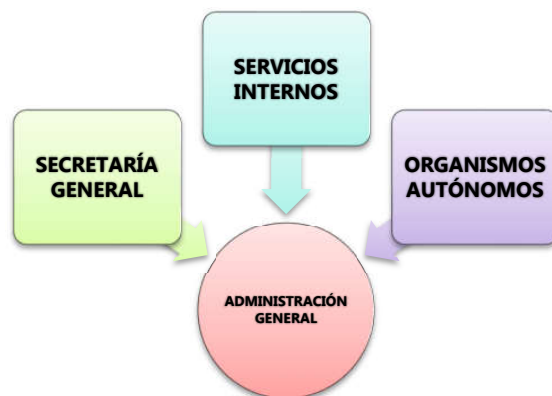 SERVICIOS
INTERNOS
SECRETARÍA
GENERAL
ORGANISMOS
AUTÓNOMOS
ADMINISTRACIÓN
GENERAL